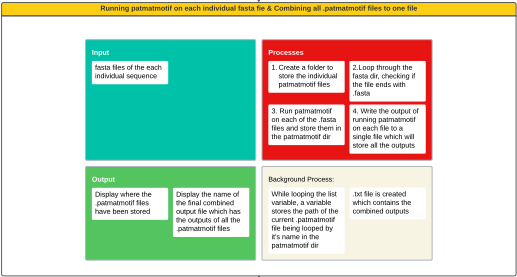 Running patmatmotif on each individual fasta fie & Combining all .patmatmotif files to one file
Input
fasta files of the each
individual sequence
Processes
1. Create a folder to
store the individual
patmatmotif files
2.Loop through the
fasta dir, checking if
the file ends with
.fasta
3. Run patmatmotif
on each of the .fasta
files and store them in
the patmatmotif dir
4. Write the output of
running patmatmotif
on each file to a
single file which will
store all the outputs
Output
Display where the
.patmatmotif files
have been stored
Display the name of
the final combined
output file which has
the outputs of all the
.patmatmotif files
Background Process:
While looping the list
variable, a variable
stores the path of the
current .patmatmotif
file being looped by
it's name in the
patmatmotif dir
.txt file is created
which contains the
combined outputs